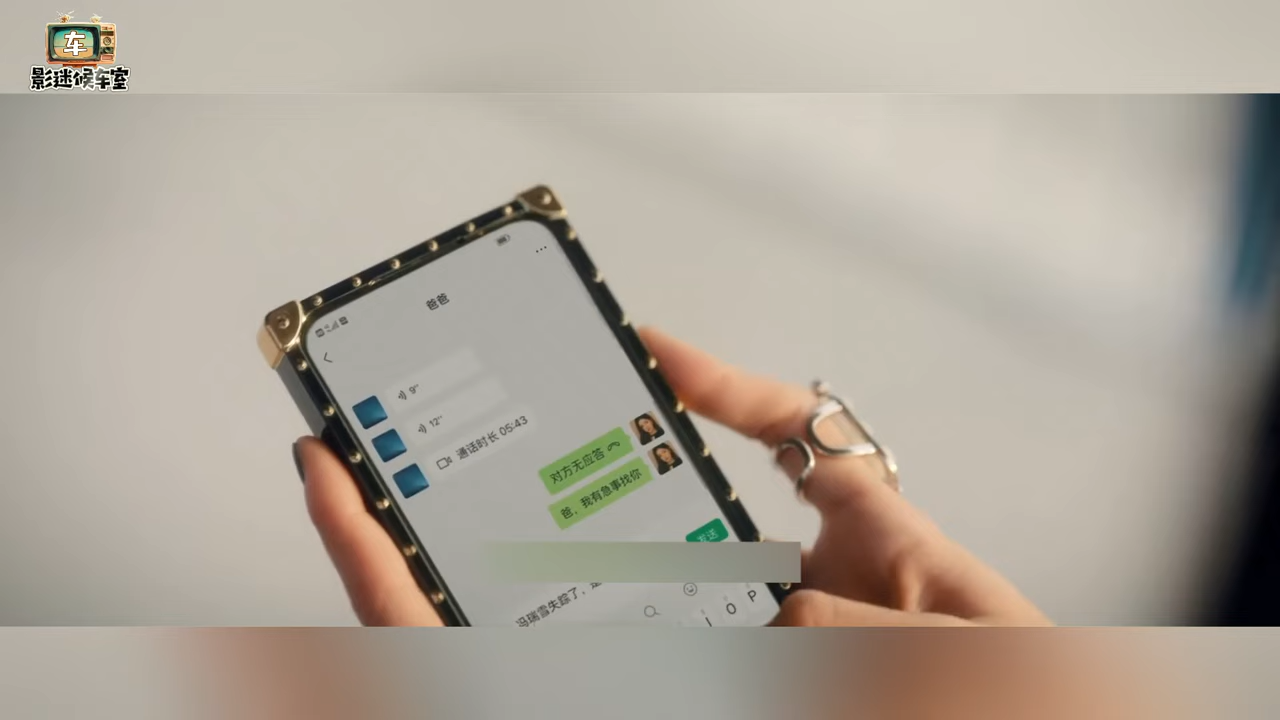 车
影迷候车室
爸爸
9"
12"
通话时长 05:43
对方无应答
爸，我有急事找你
发送
冯瑞雪失踪了，
I O P